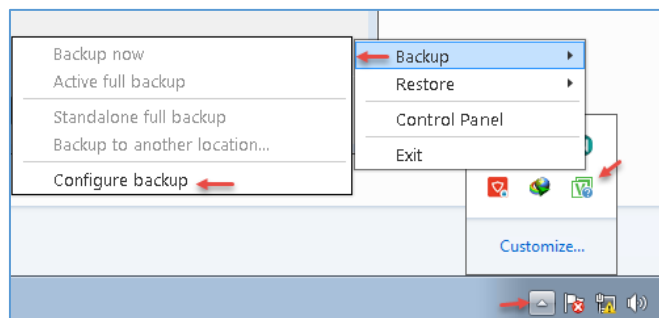 Backup now
Active full backup
Standalone full backup
Backup to another location...
Configure backup
Backup
Restore
Control Panel
Exit
Customize...